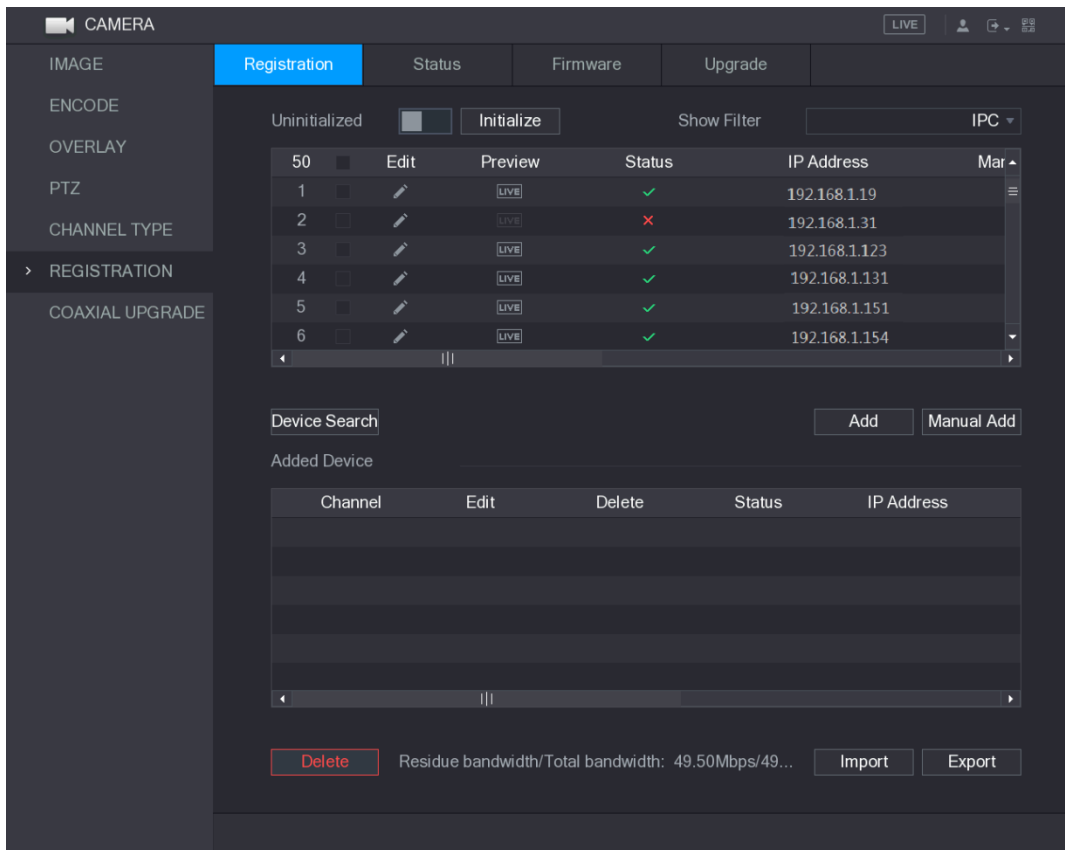 CAMERA LIVE
IMAGE
ENCODE
OVERLAY
PTZ
CHANNEL TYPE
REGISTRATION
COAXIAL UPGRADE
Registration Status Firmware Upgrade
Uninitialized Initialize Show Filter IPC
50 Edit Preview Status IP Address Mar
1 LIVE 192.168.1.19
2 LIVE 192.168.1.31
3 LIVE 192.168.1.123
4 LIVE 192.168.1.131
5 LIVE 192.168.1.151
6 LIVE 192.168.1.154
Device Search Add Manual Add
Added Device
Channel Edit Delete Status IP Address
Delete Residue bandwidth/Total bandwidth: 49.50Mbps/49... Import Export